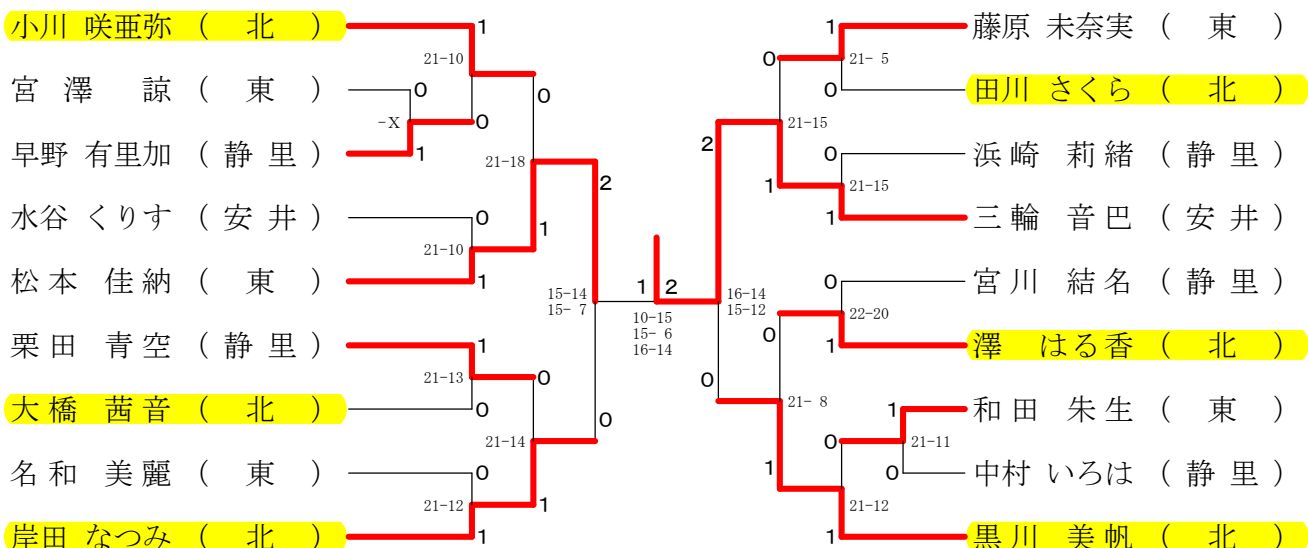 小川 咲亜弥 （ 北 ）
1
21-10
宮澤 諒 （ 東 ）
0
-X
0
0
早野 有里加 （ 静里 ）
1
21-18
2
水谷 くりす （ 安井 ）
0
21-10
1
松本 佳納 （ 東 ）
1
15-14
15- 7
栗田 青空 （ 静里 ）
1
21-13
0
大橋 茜音 （ 北 ）
0
21-14
0
名和 美麗 （ 東 ）
0
21-12
1
岸田 なつみ （ 北 ）
1
1 2
10-15
15- 6
16-14
藤原 未奈実 （ 東 ）
1
0
21- 5
田川 さくら （ 北 ）
0
21-15
2
浜崎 莉緒 （ 静里 ）
0
21-15
1
三輪 音巴 （ 安井 ）
1
16-14
15-12
宮川 結名 （ 静里 ）
0
22-20
0
澤 はる香 （ 北 ）
1
0
21- 8
和田 朱生 （ 東 ）
1
0
21-11
中村 いろは （ 静里 ）
0
1
21-12
黒川 美帆 （ 北 ）
1